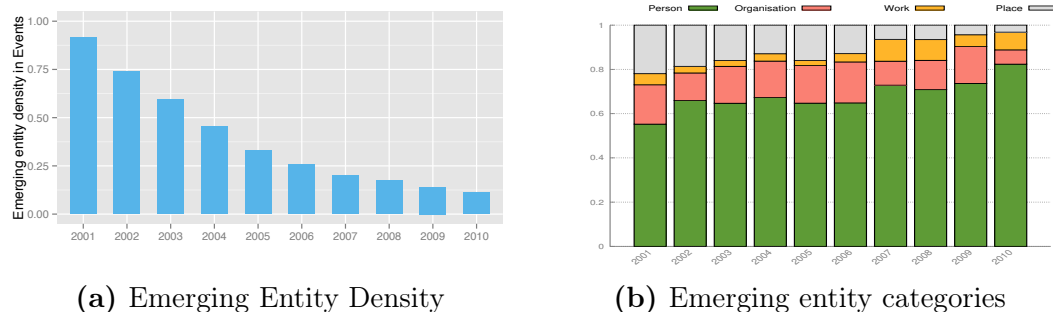 Emerging entity density in Events
1.00
0.75
0.50
0.25
0.00
2001 2002 2003 2004 2005 2006 2007 2008 2009 2010
(a) Emerging Entity Density
Person Organisation Work Place
1
0.8
0.6
0.4
0.2
0
2001 2002 2003 2004 2005 2006 2007 2008 2009 2010
(b) Emerging entity categories